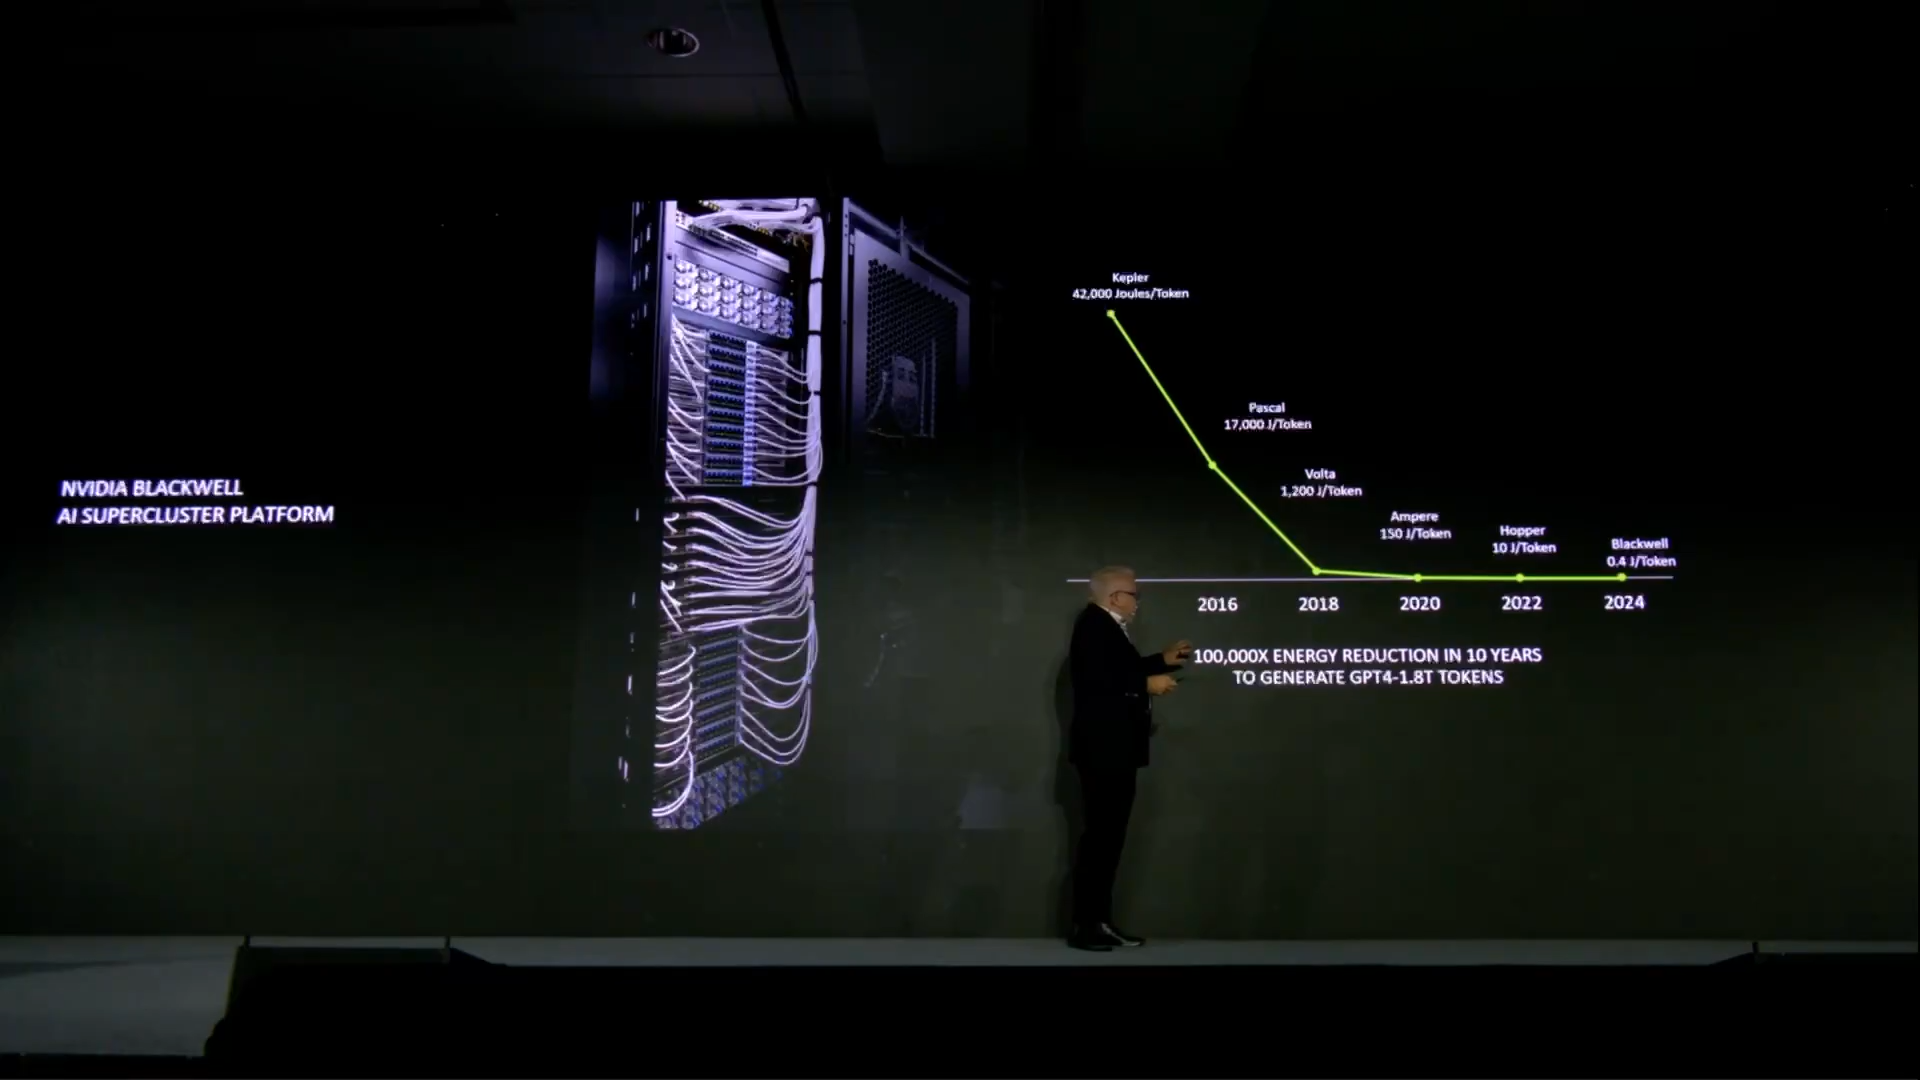 NVIDIA BLACKWELL
AI SUPERCLUSTER PLATFORM
Kepler
42,000 Joules/Token
Pascal
17,000 J/Token
Volta
1,200 J/Token
Ampere
150 J/Token
Hopper
10 J/Token
Blackwell
0.4 J/Token
2016
2018
2020
2022
2024
100,000X ENERGY REDUCTION IN 10 YEARS
TO GENERATE GPT4-1.8T TOKENS